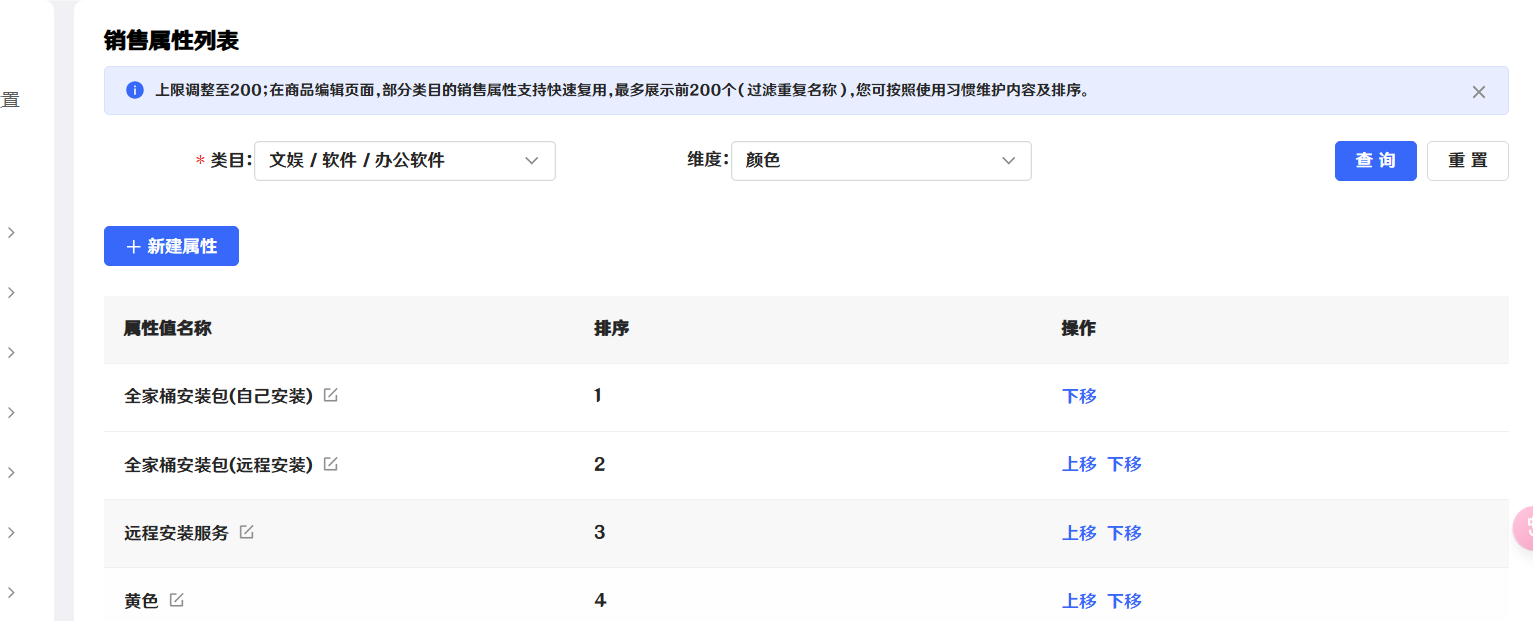 销售属性列表
上限调整至200;在商品编辑页面,部分类目的销售属性支持快速复用,最多展示前200个(过滤重复名称),您可按照使用习惯维护内容及排序。
置
* 类目: 文娱 / 软件 / 办公软件 维度: 颜色 查 询 重 置
+ 新建属性
属性值名称 排序 操作
全家桶安装包(自己安装) 1 下移
全家桶安装包(远程安装) 2 上移 下移
远程安装服务 3 上移 下移
黄色 4 上移 下移